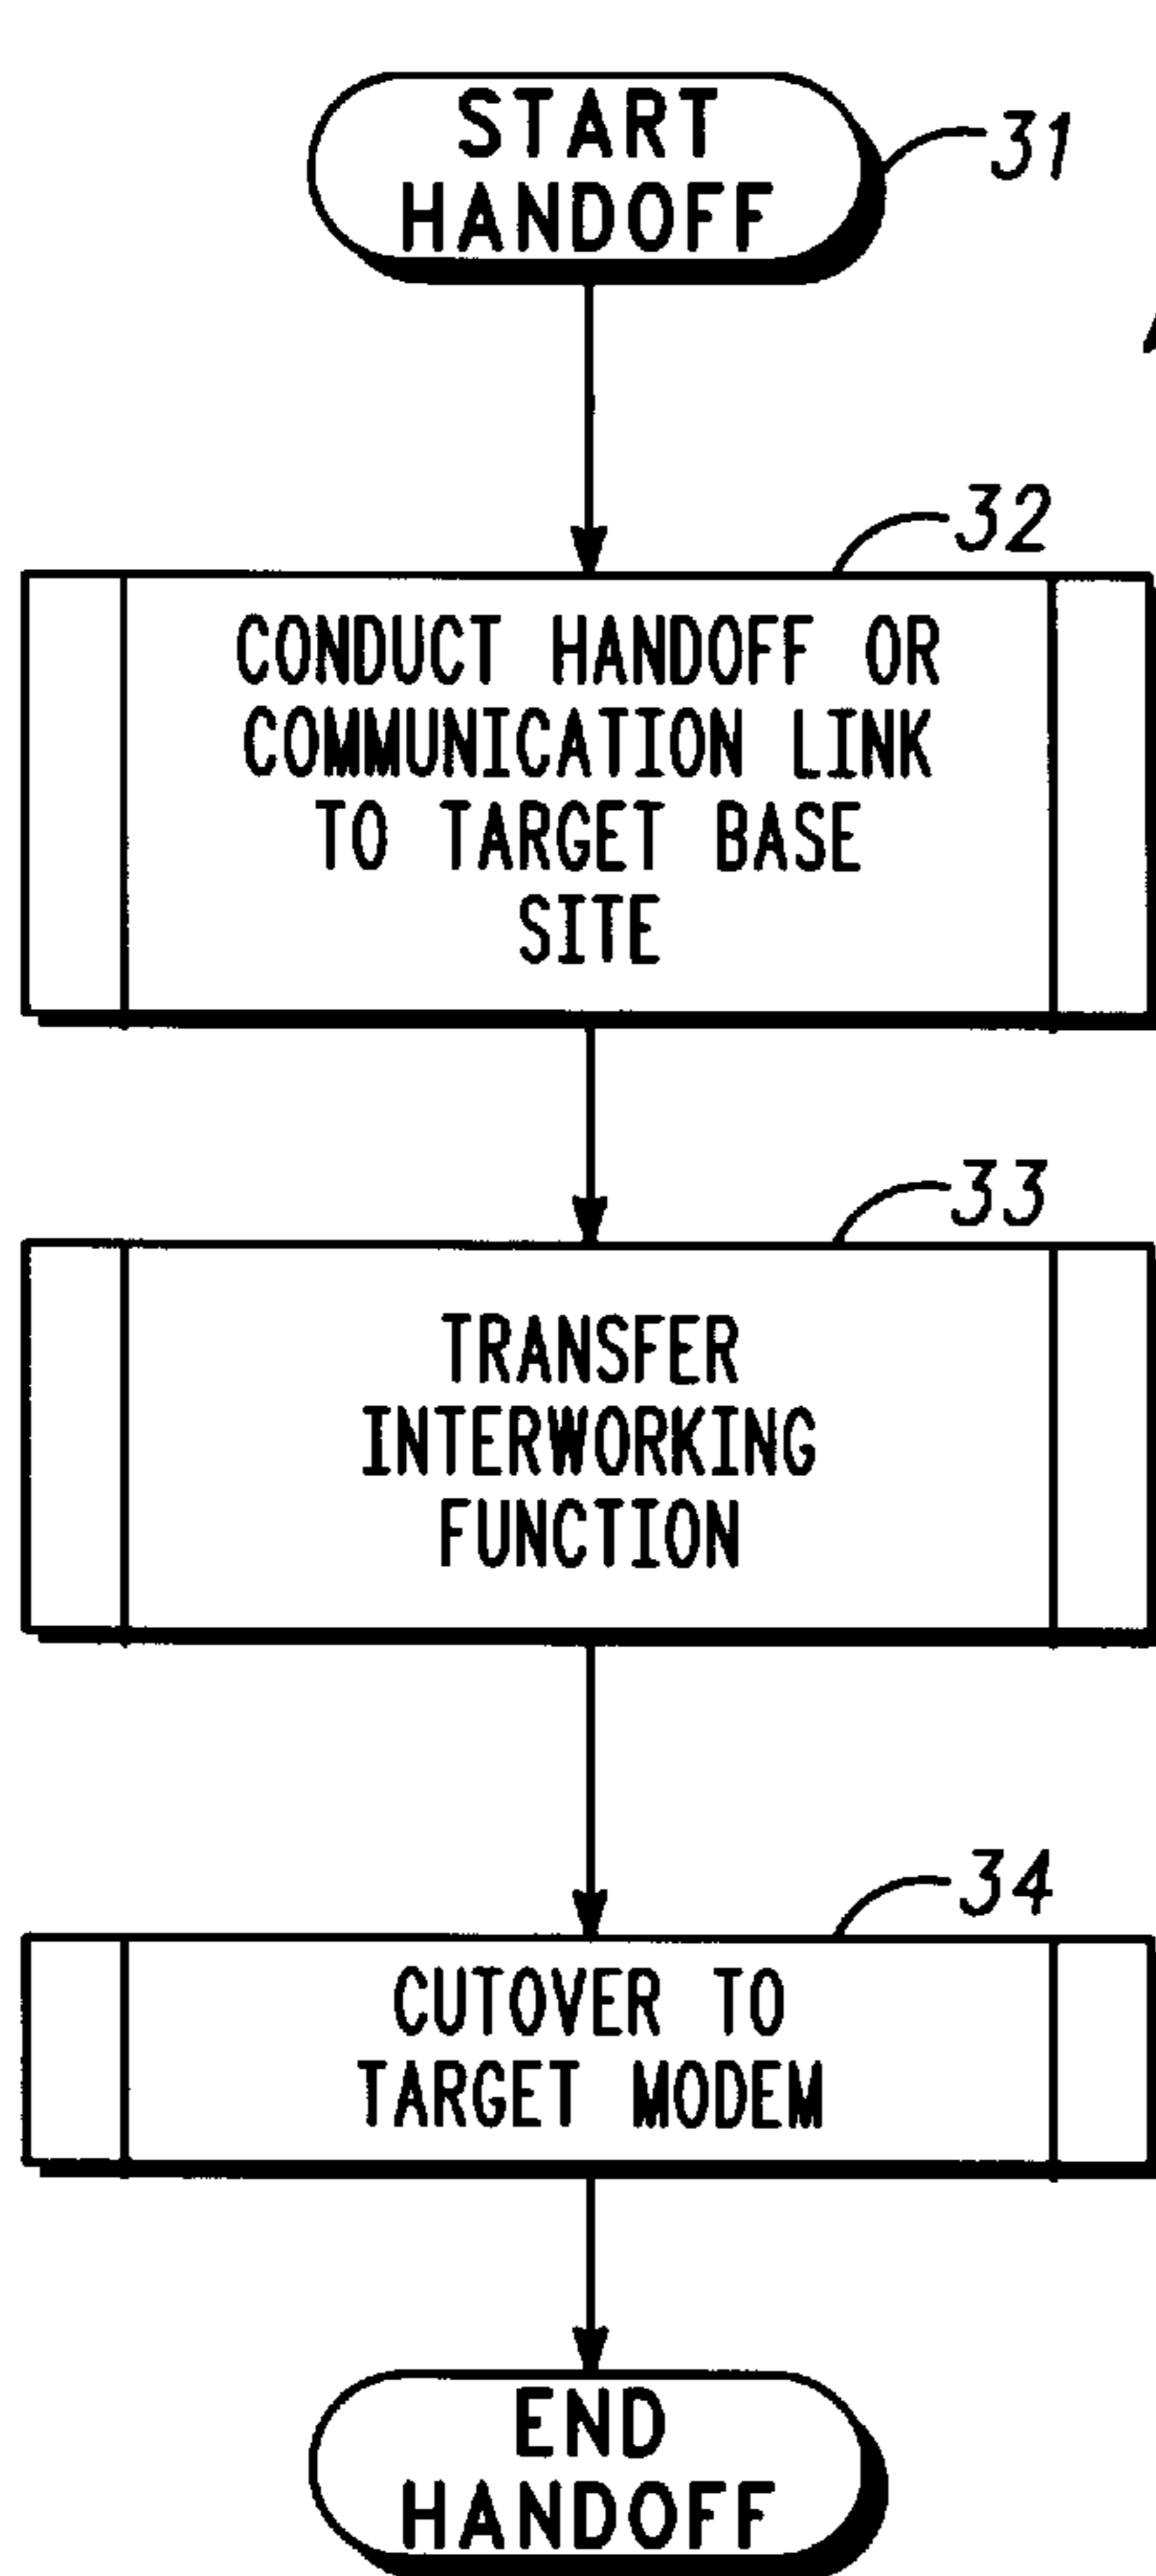 START
HANDOFF
31
32
CONDUCT HANDOFF OR
COMMUNICATION LINK
TO TARGET BASE
SITE
33
TRANSFER
INTERWORKING
FUNCTION
34
CUTOVER TO
TARGET MODEM
END
HANDOFF